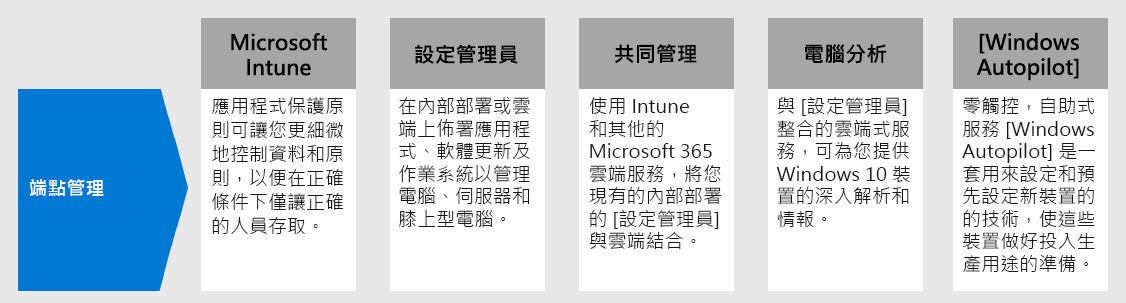 端點管理
Microsoft
Intune
應用程式保護原
則可讓您更細微
地控制資料和原
則，以便在正確
條件下僅讓正確
的人員存取。
設定管理員
在內部部署或雲
端上佈署應用程
式、軟體更新及
作業系統以管理
電腦、伺服器和
膝上型電腦。
共同管理
使用 Intune
和其他的
Microsoft 365
雲端服務，將您
現有的內部部署
的 [設定管理員]
與雲端結合。
電腦分析
與 [設定管理員]
整合的雲端式服
務，可為您提供
Windows 10 裝
置的深入解析和
情報。
[Windows
Autopilot]
零觸控，自助式
服務 [Windows
Autopilot] 是一
套用來設定和預
先設定新裝置的
的技術，使這些
裝置做好投入生
產用途的準備。